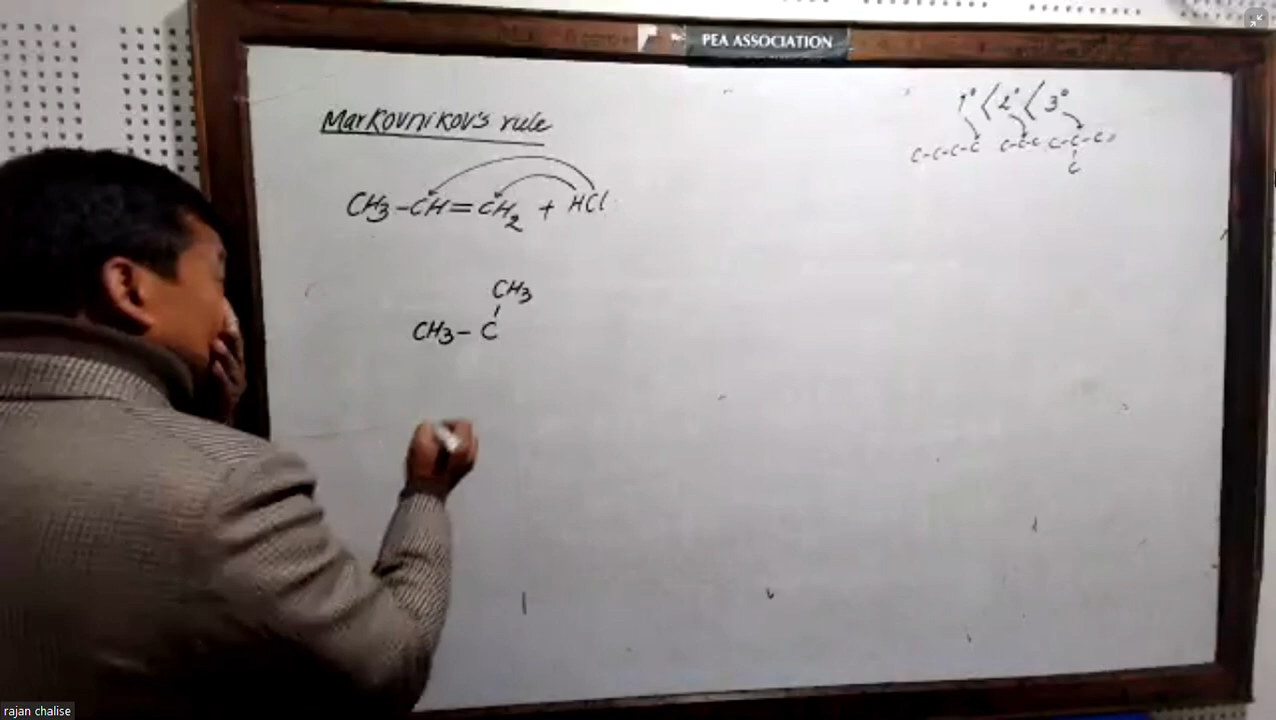 PEA ASSOCIATION
1° < 2° < 3°
C-C-C-C C-C-C C-C-C
C
Markovnikov's rule
CH3-CH=CH2 + HCl
CH3
CH3- C
rajan chalise